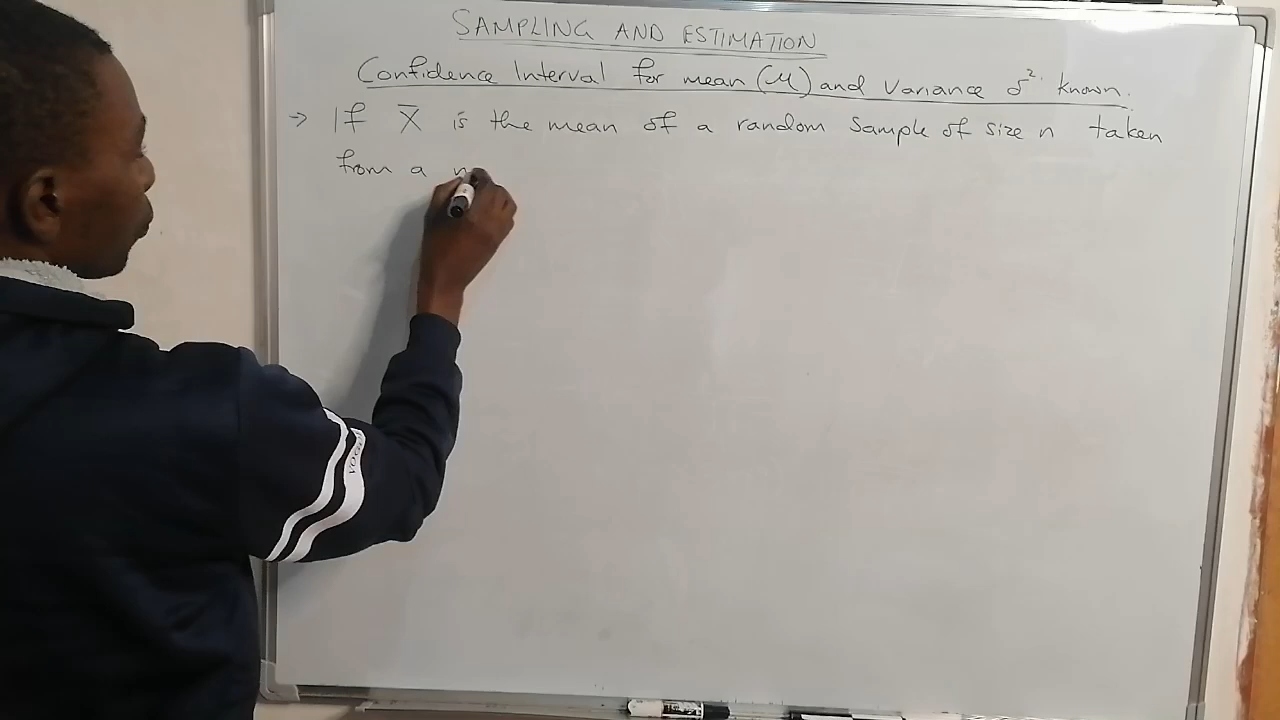 SAMPLING AND ESTIMATION
Confidence Interval for mean (μ) and Variance δ². known.
→ If X̄ is the mean of a random sample of size n taken
from a n